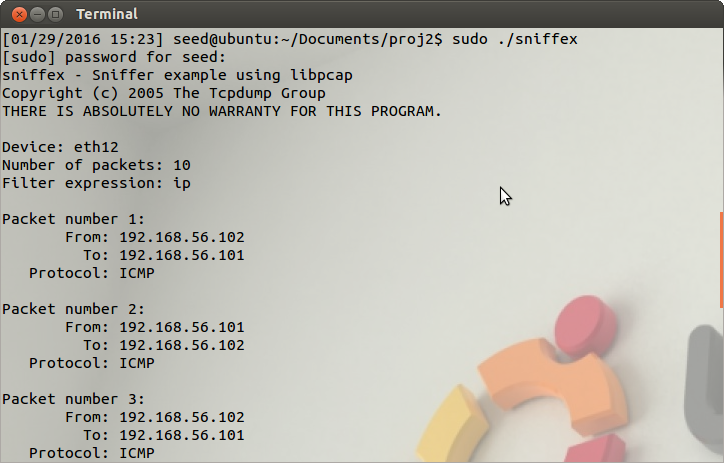 Terminal
[01/29/2016 15:23] seed@ubuntu:~/Documents/proj2$ sudo ./sniffex
[sudo] password for seed:
sniffex - Sniffer example using libpcap
Copyright (c) 2005 The Tcpdump Group
THERE IS ABSOLUTELY NO WARRANTY FOR THIS PROGRAM.

Device: eth12
Number of packets: 10
Filter expression: ip

Packet number 1:
       From: 192.168.56.102
         To: 192.168.56.101
   Protocol: ICMP

Packet number 2:
       From: 192.168.56.101
         To: 192.168.56.102
   Protocol: ICMP

Packet number 3:
       From: 192.168.56.102
         To: 192.168.56.101
   Protocol: ICMP